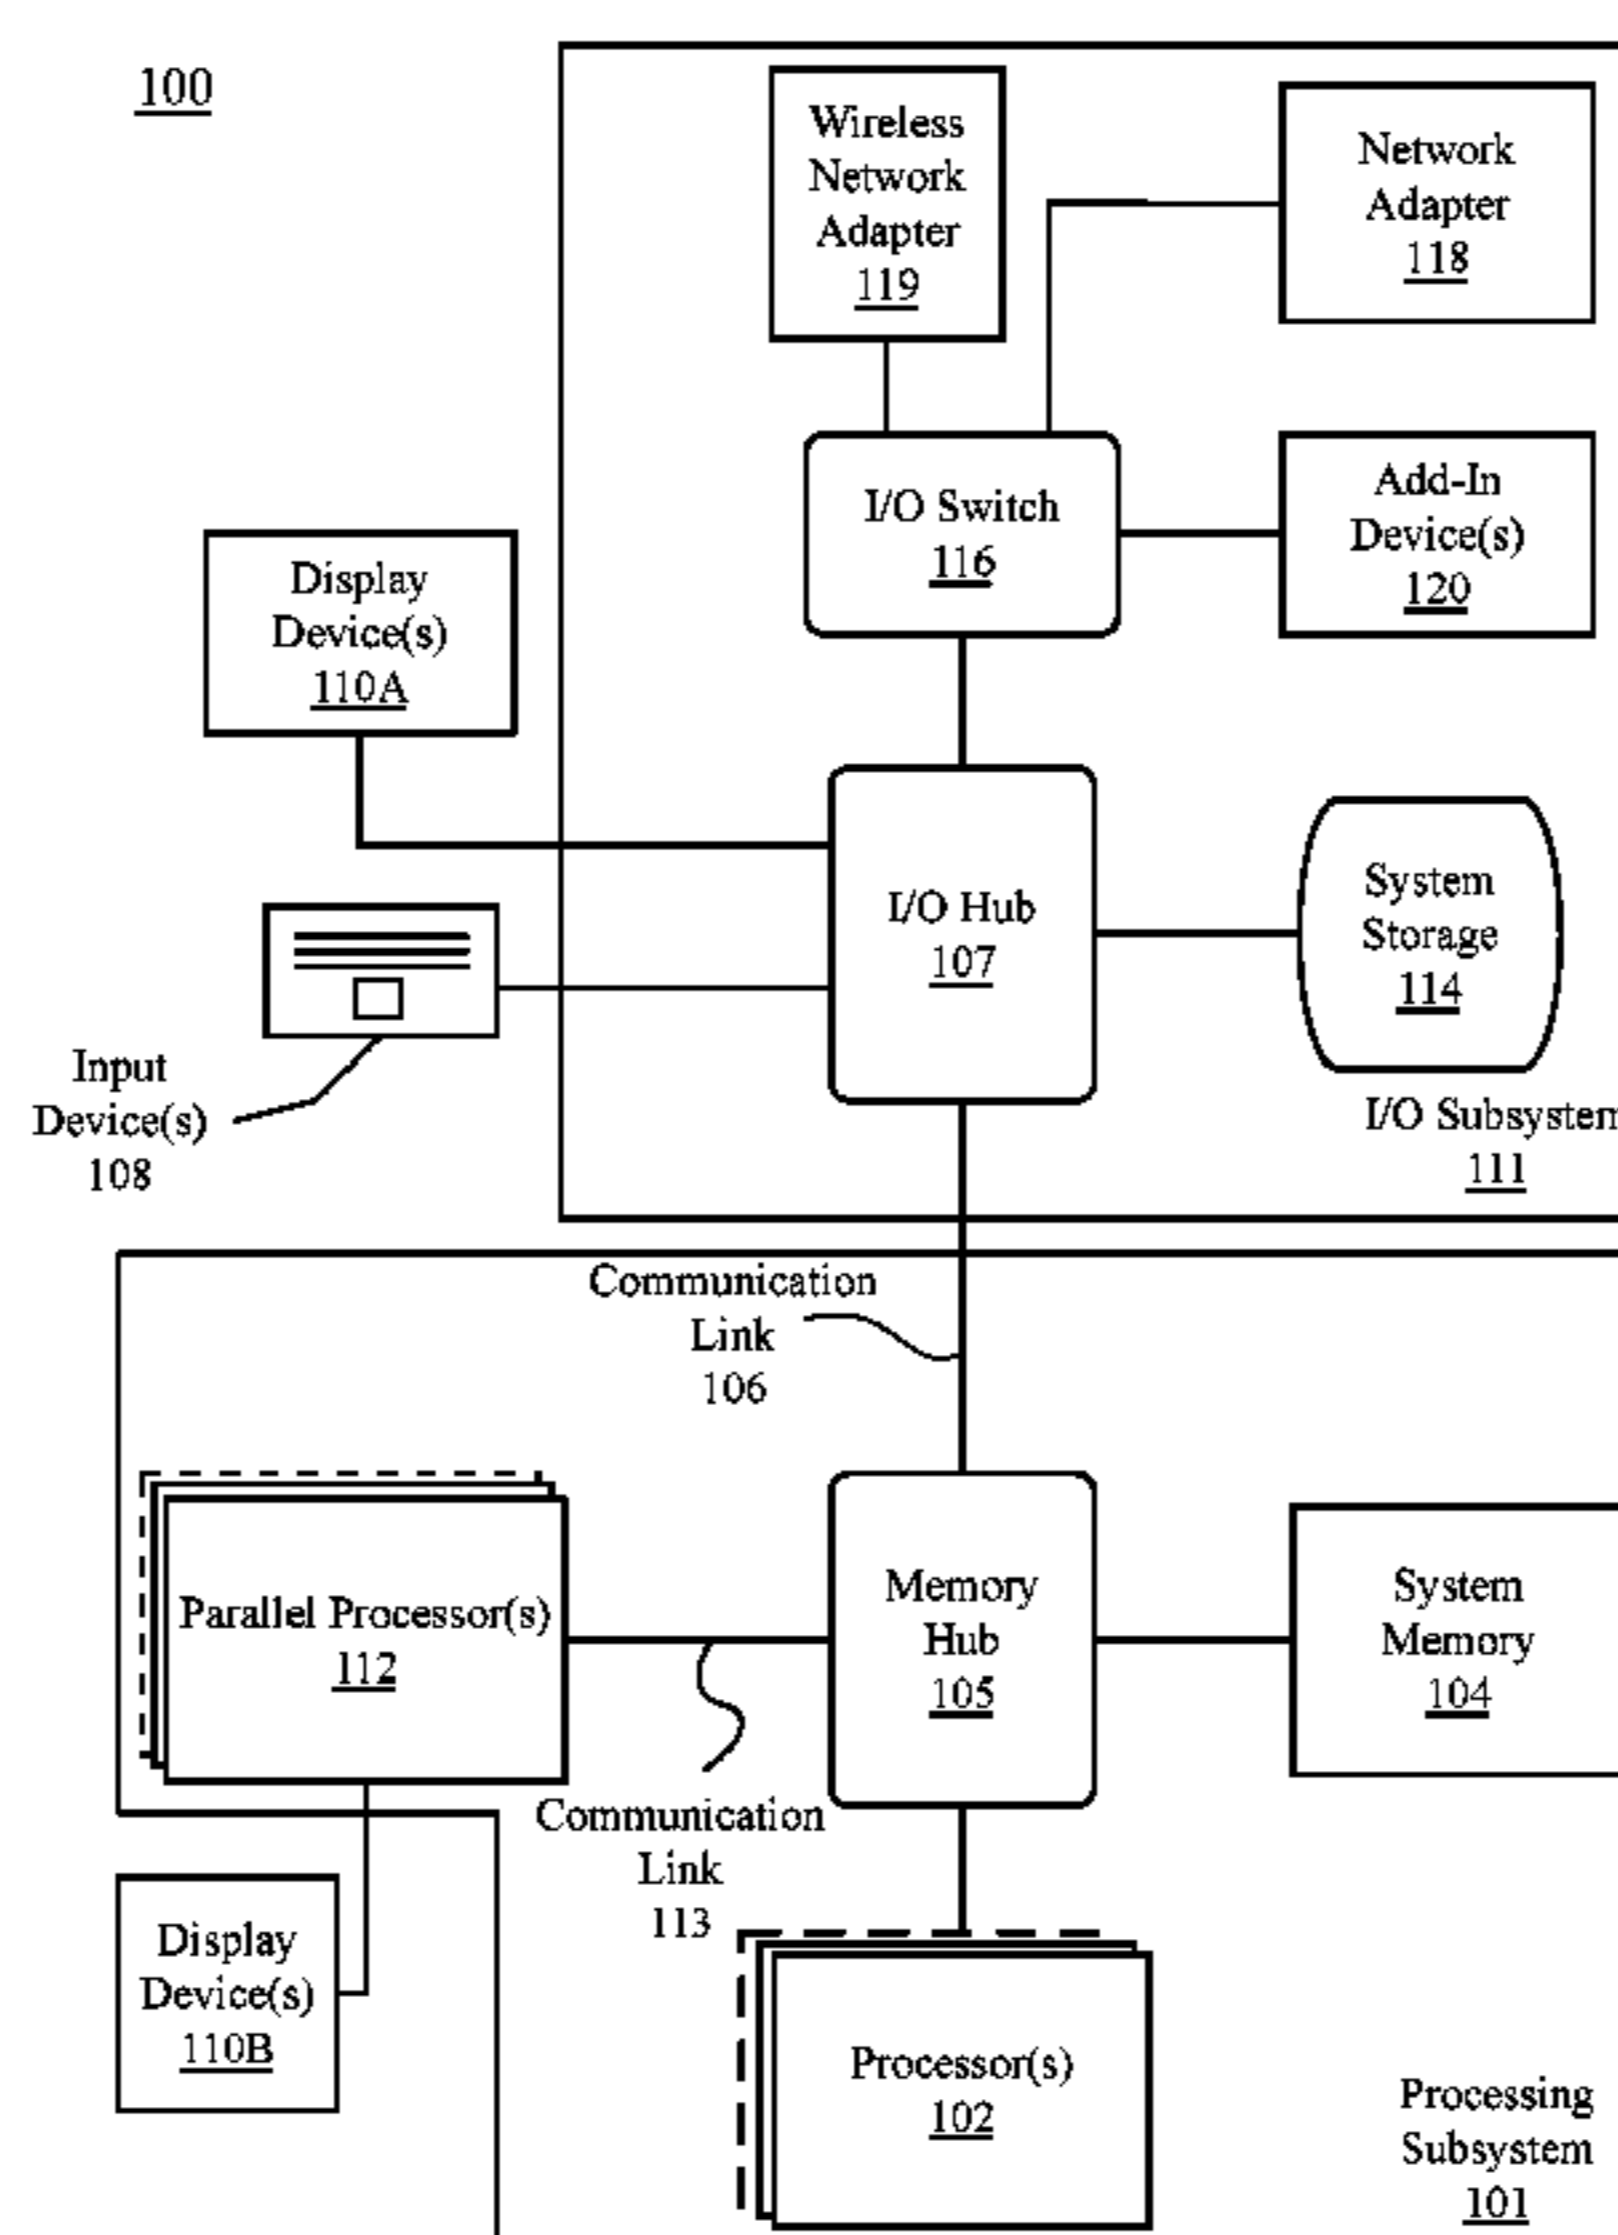 100
Wireless
Network
Adapter
119
Network
Adapter
118
I/O Switch
116
Add-In
Device(s)
120
Display
Device(s)
110A
I/O Hub
107
System
Storage
114
Input
Device(s)
108
I/O Subsystem
111
Communication
Link
106
Parallel Processor(s)
112
Memory
Hub
105
System
Memory
104
Communication
Link
113
Display
Device(s)
110B
Processor(s)
102
Processing
Subsystem
101